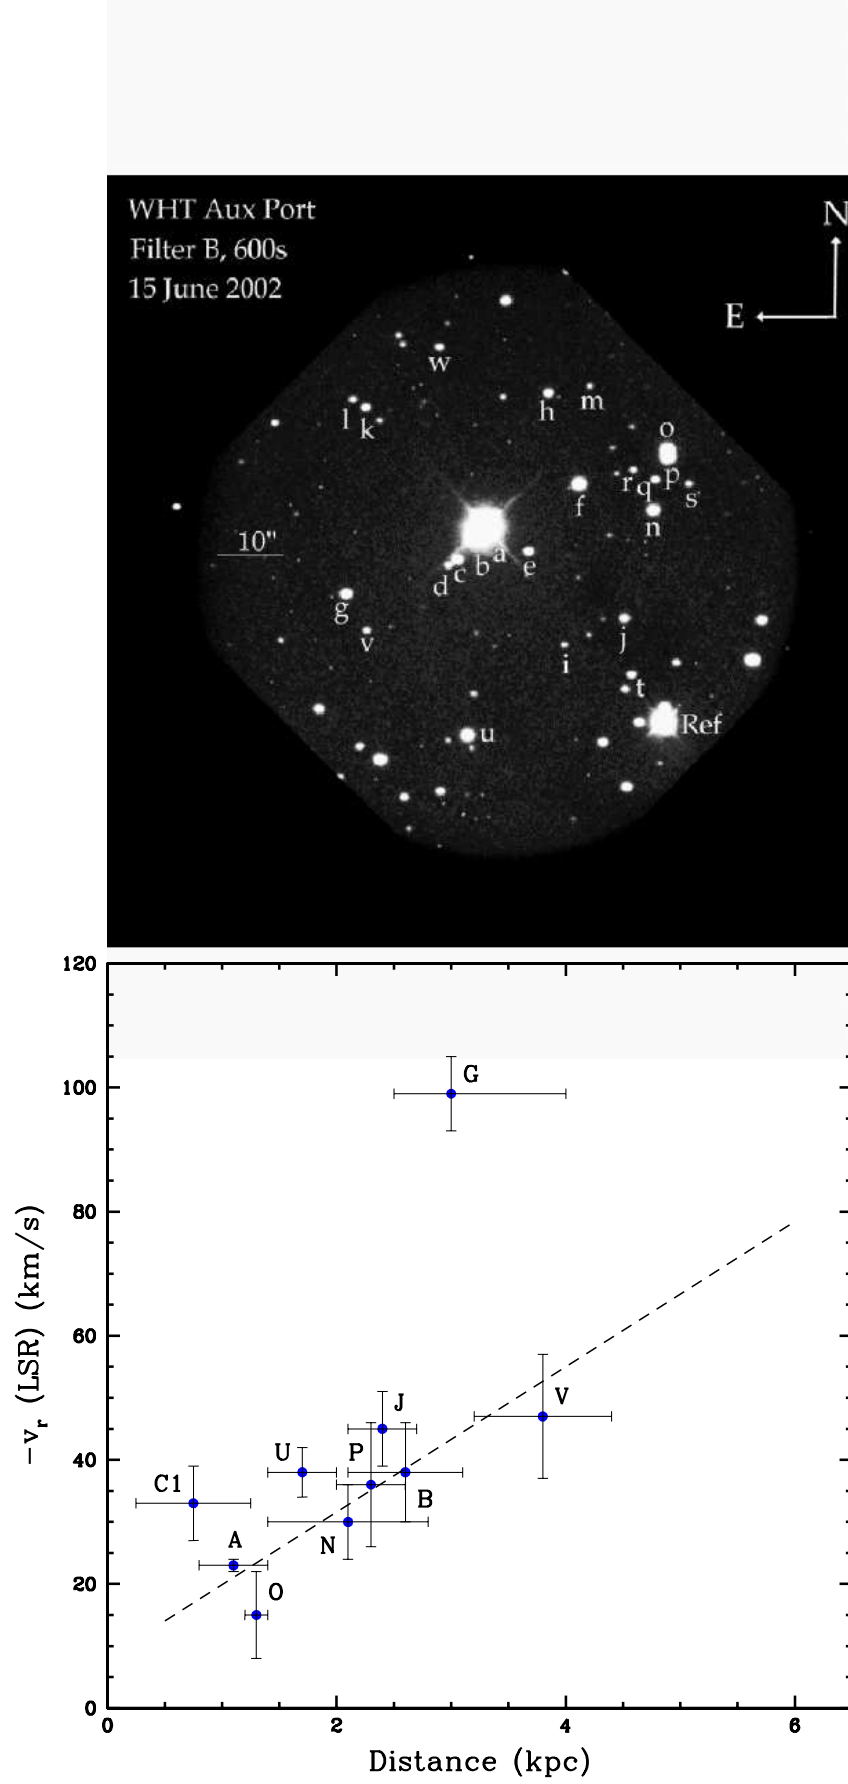 WHT Aux Port
Filter B, 600s
15 June 2002
N
E
w
l
k
h
m
o
f
r
q
p
s
n
10"
d
c
b
a
e
g
v
j
i
t
u
Ref
120
100
80
60
40
20
0
G
J
V
U
P
C1
B
A
N
O
−vr (LSR) (km/s)
0 2 4 6
Distance (kpc)